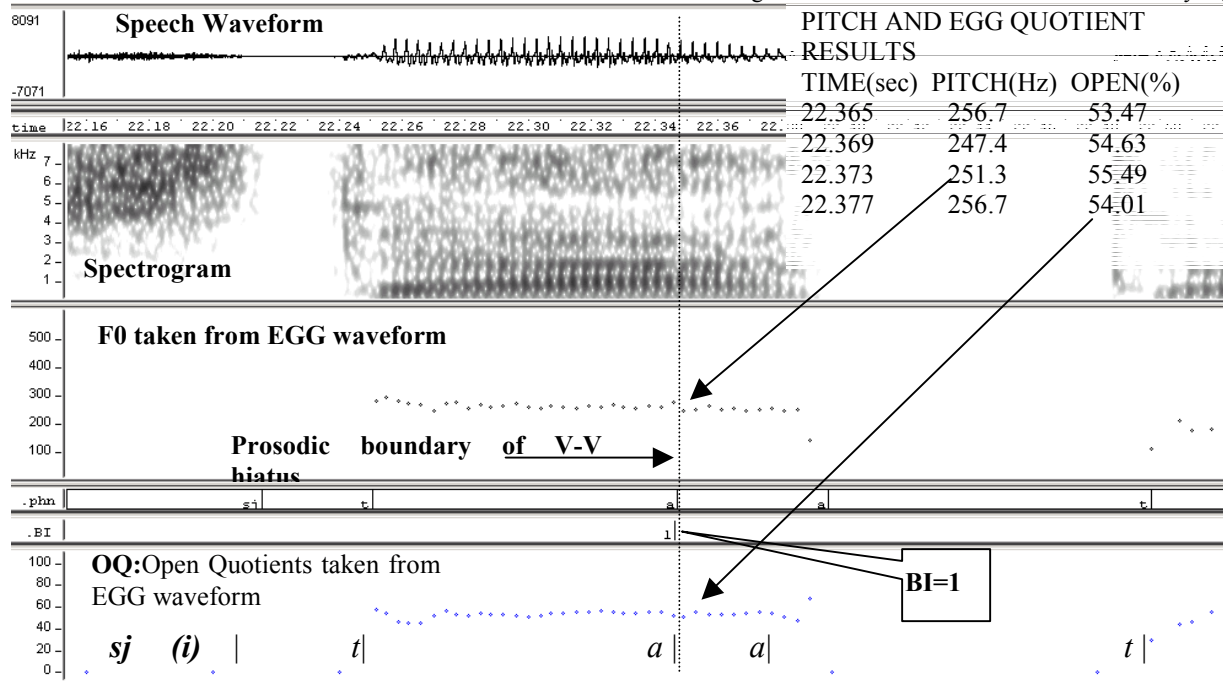 8091
Speech Waveform
-7071
PITCH AND EGG QUOTIENT
RESULTS
TIME(sec) PITCH(Hz) OPEN(%)
22.365 256.7 53.47
22.369 247.4 54.63
22.373 251.3 55.49
22.377 256.7 54.01
time 22.16 22.18 22.20 22.22 22.24 22.26 22.28 22.30 22.32 22.34 22.36 22.
kHz
7
6
5
4
3
2
1
Spectrogram
F0 taken from EGG waveform
500
400
300
200
100
Prosodic boundary of V-V
hiatus
.phn sj t a a t
.BI 1
BI=1
100
80
60
40
20
0
OQ:Open Quotients taken from
EGG waveform
sj (i) | t| a | a| t |